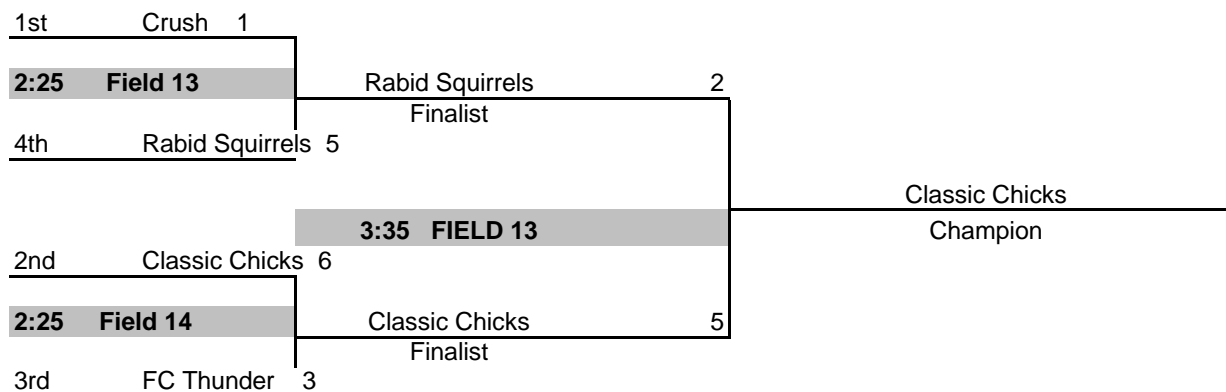 1st Crush 1
2:25 Field 13
Rabid Squirrels 2
Finalist
4th Rabid Squirrels 5
Classic Chicks
3:35 FIELD 13
Champion
2nd Classic Chicks 6
2:25 Field 14
Classic Chicks 5
Finalist
3rd FC Thunder 3